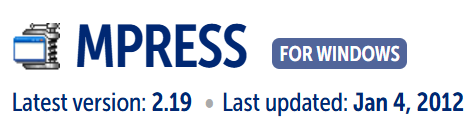 MPRESS FOR WINDOWS
Latest version: 2.19 • Last updated: Jan 4, 2012